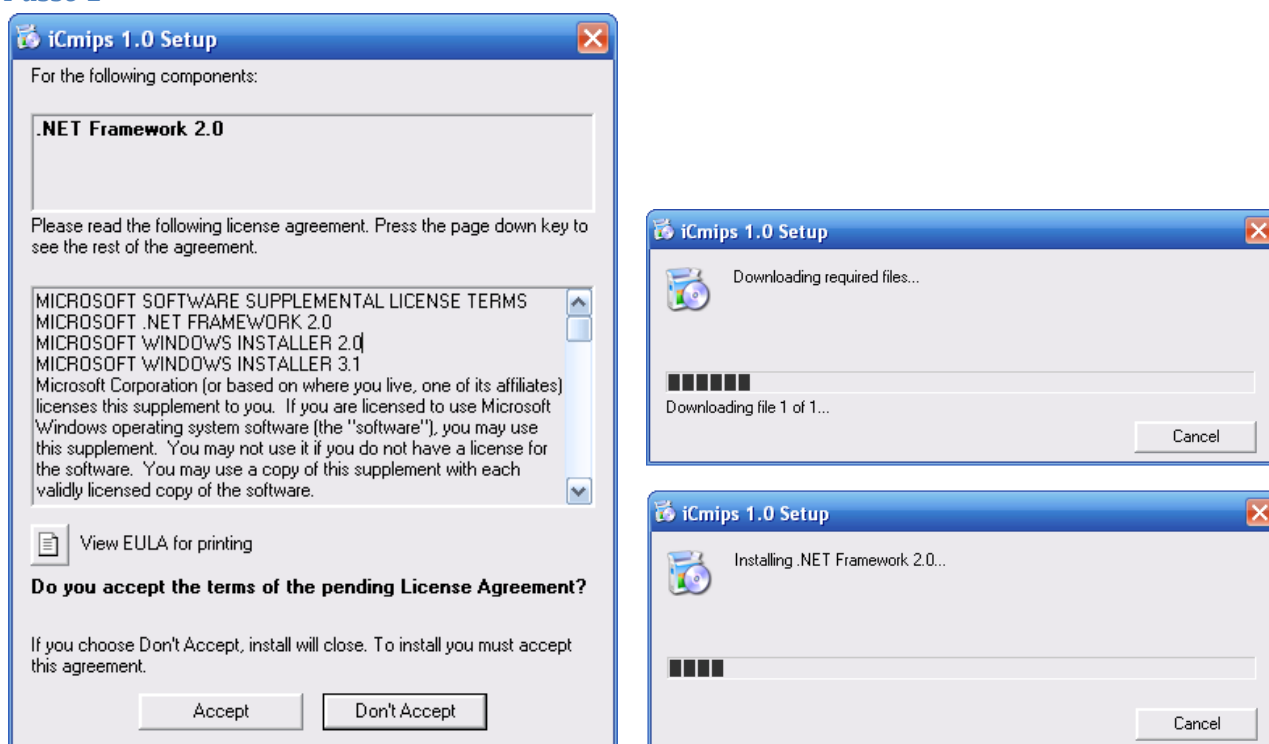 iCmips 1.0 Setup
For the following components:
.NET Framework 2.0
Please read the following license agreement. Press the page down key to
see the rest of the agreement.
MICROSOFT SOFTWARE SUPPLEMENTAL LICENSE TERMS
MICROSOFT .NET FRAMEWORK 2.0
MICROSOFT WINDOWS INSTALLER 2.0
MICROSOFT WINDOWS INSTALLER 3.1
Microsoft Corporation (or based on where you live, one of its affiliates)
licenses this supplement to you. If you are licensed to use Microsoft
Windows operating system software (the "software"), you may use
this supplement. You may not use it if you do not have a license for
the software. You may use a copy of this supplement with each
validly licensed copy of the software.
View EULA for printing
Do you accept the terms of the pending License Agreement?
If you choose Don't Accept, install will close. To install you must accept
this agreement.
Accept
Don't Accept
iCmips 1.0 Setup
Downloading required files...
Downloading file 1 of 1...
Cancel
iCmips 1.0 Setup
Installing .NET Framework 2.0...
Cancel